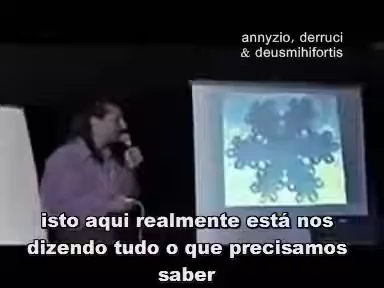 annyzio, derruci
& deusmihifortis
isto aqui realmente está nos
dizendo tudo o que precisamos
saber